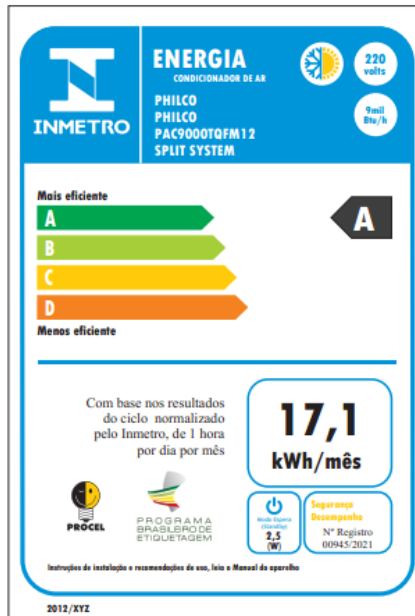 INMETRO
ENERGIA
CONDICIONADOR DE AR
PHILCO
PHILCO
PAC9000TQFM12
SPLIT SYSTEM
220
volts
9mil
Btu/h
Mais eficiente
A
B
C
D
Menos eficiente
A
Com base nos resultados
do ciclo normalizado
pelo Inmetro, de 1 hora
por dia por mês
17,1
kWh/mês
PROCEL
PROGRAMA
BRASILEIRO DE
ETIQUETAGEM
Modo Espera
(Standby)
2,5
(W)
Segurança
Desempenho
Nº Registro
00945/2021
Instruções de instalação e recomendações de uso, leia o Manual do aparelho
2012/XYZ